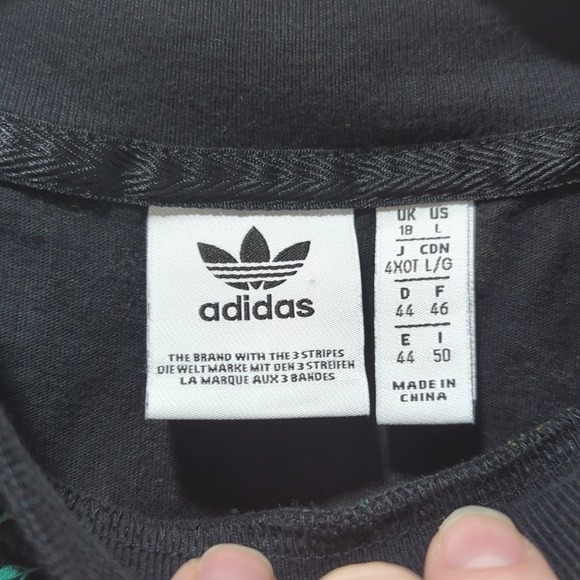 adidas
THE BRAND WITH THE 3 STRIPES
DIE WELTMARKE MIT DEN 3 STREIFEN
LA MARQUE AUX 3 BANDES
UK US
18 L
J CDN
4XOT L/G
D F
44 46
E I
44 50
MADE IN
CHINA